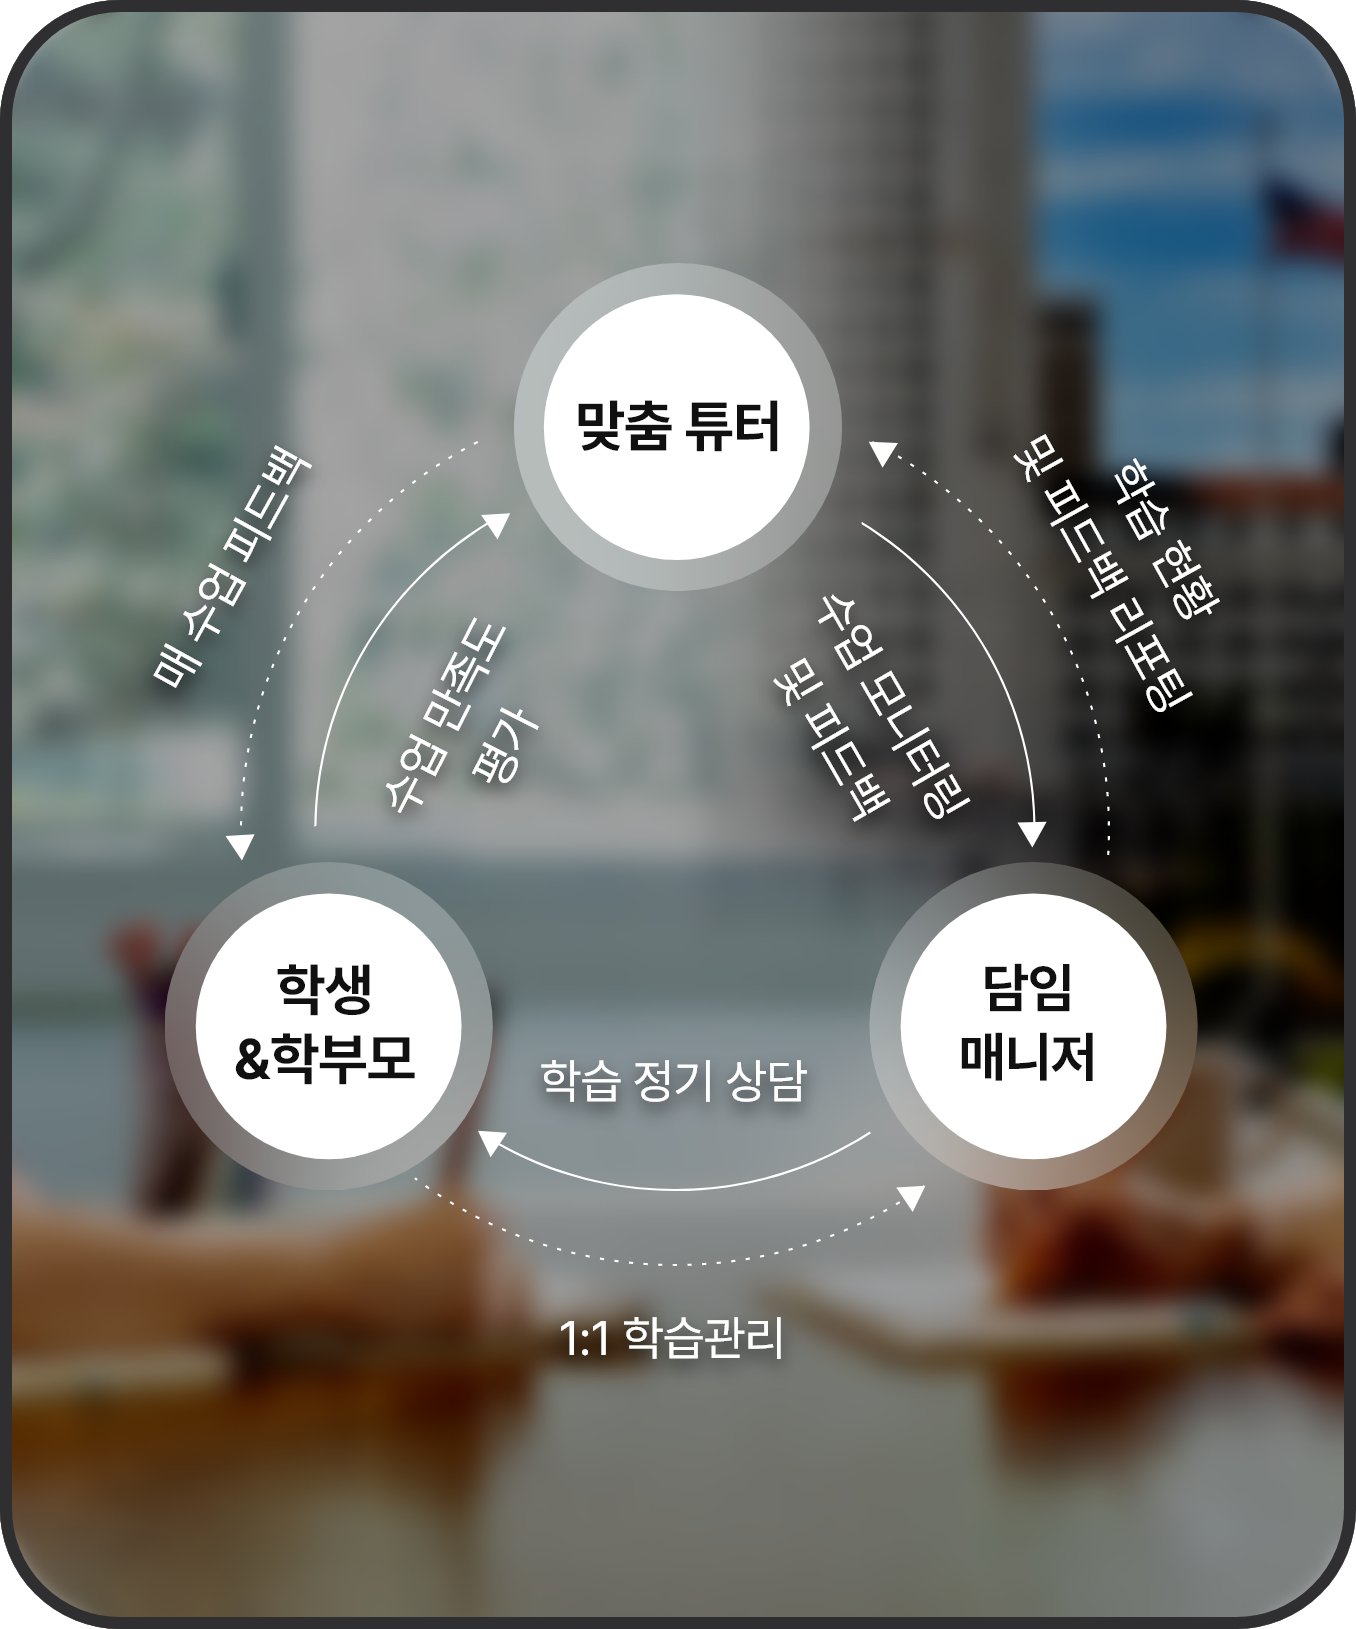 맞춤 튜터
매 수업 피드백
수업 만족도
평가
학습 현황
및 피드백 리포팅
수업 모니터링
및 피드백
학생
&학부모
담임
매니저
학습 정기 상담
1:1 학습관리